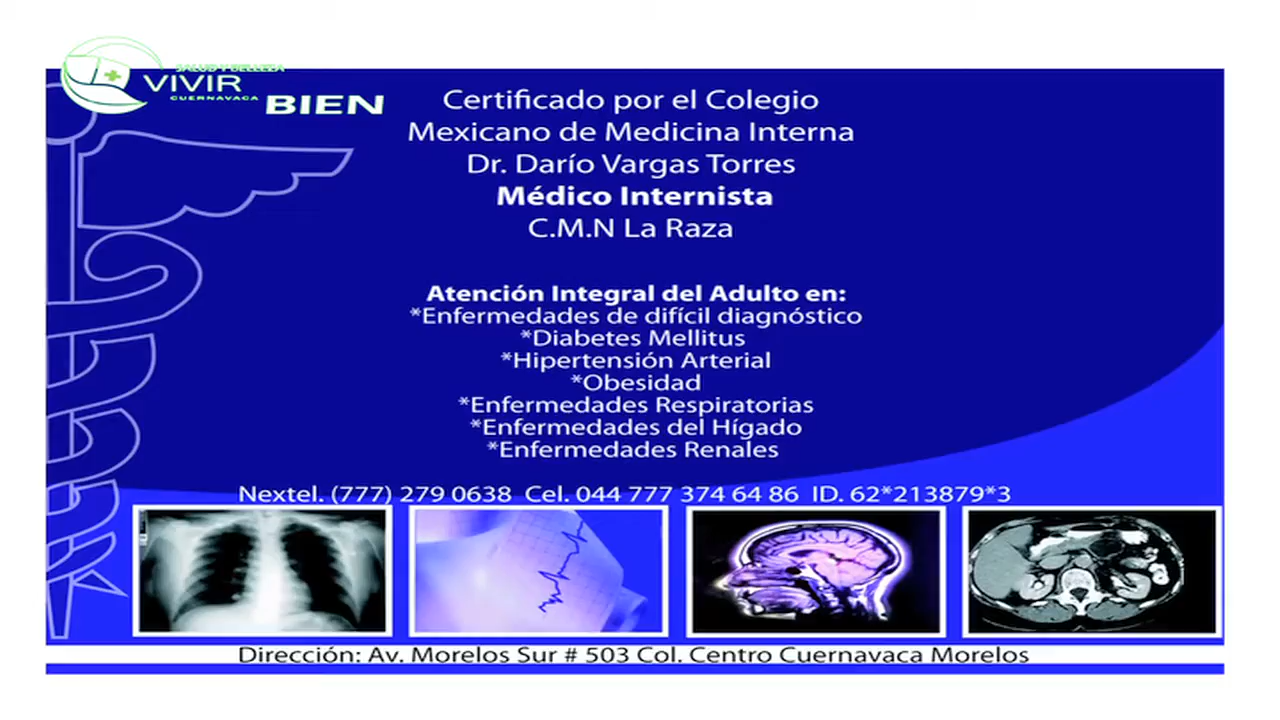 SALUD Y BELLEZA
VIVIR
CUERNAVACA BIEN
Certificado por el Colegio
Mexicano de Medicina Interna
Dr. Darío Vargas Torres
Médico Internista
C.M.N La Raza
Atención Integral del Adulto en:
*Enfermedades de difícil diagnóstico
*Diabetes Mellitus
*Hipertensión Arterial
*Obesidad
*Enfermedades Respiratorias
*Enfermedades del Hígado
*Enfermedades Renales
Nextel. (777) 279 0638 Cel. 044 777 374 64 86 ID. 62*213879*3
Dirección: Av. Morelos Sur # 503 Col. Centro Cuernavaca Morelos